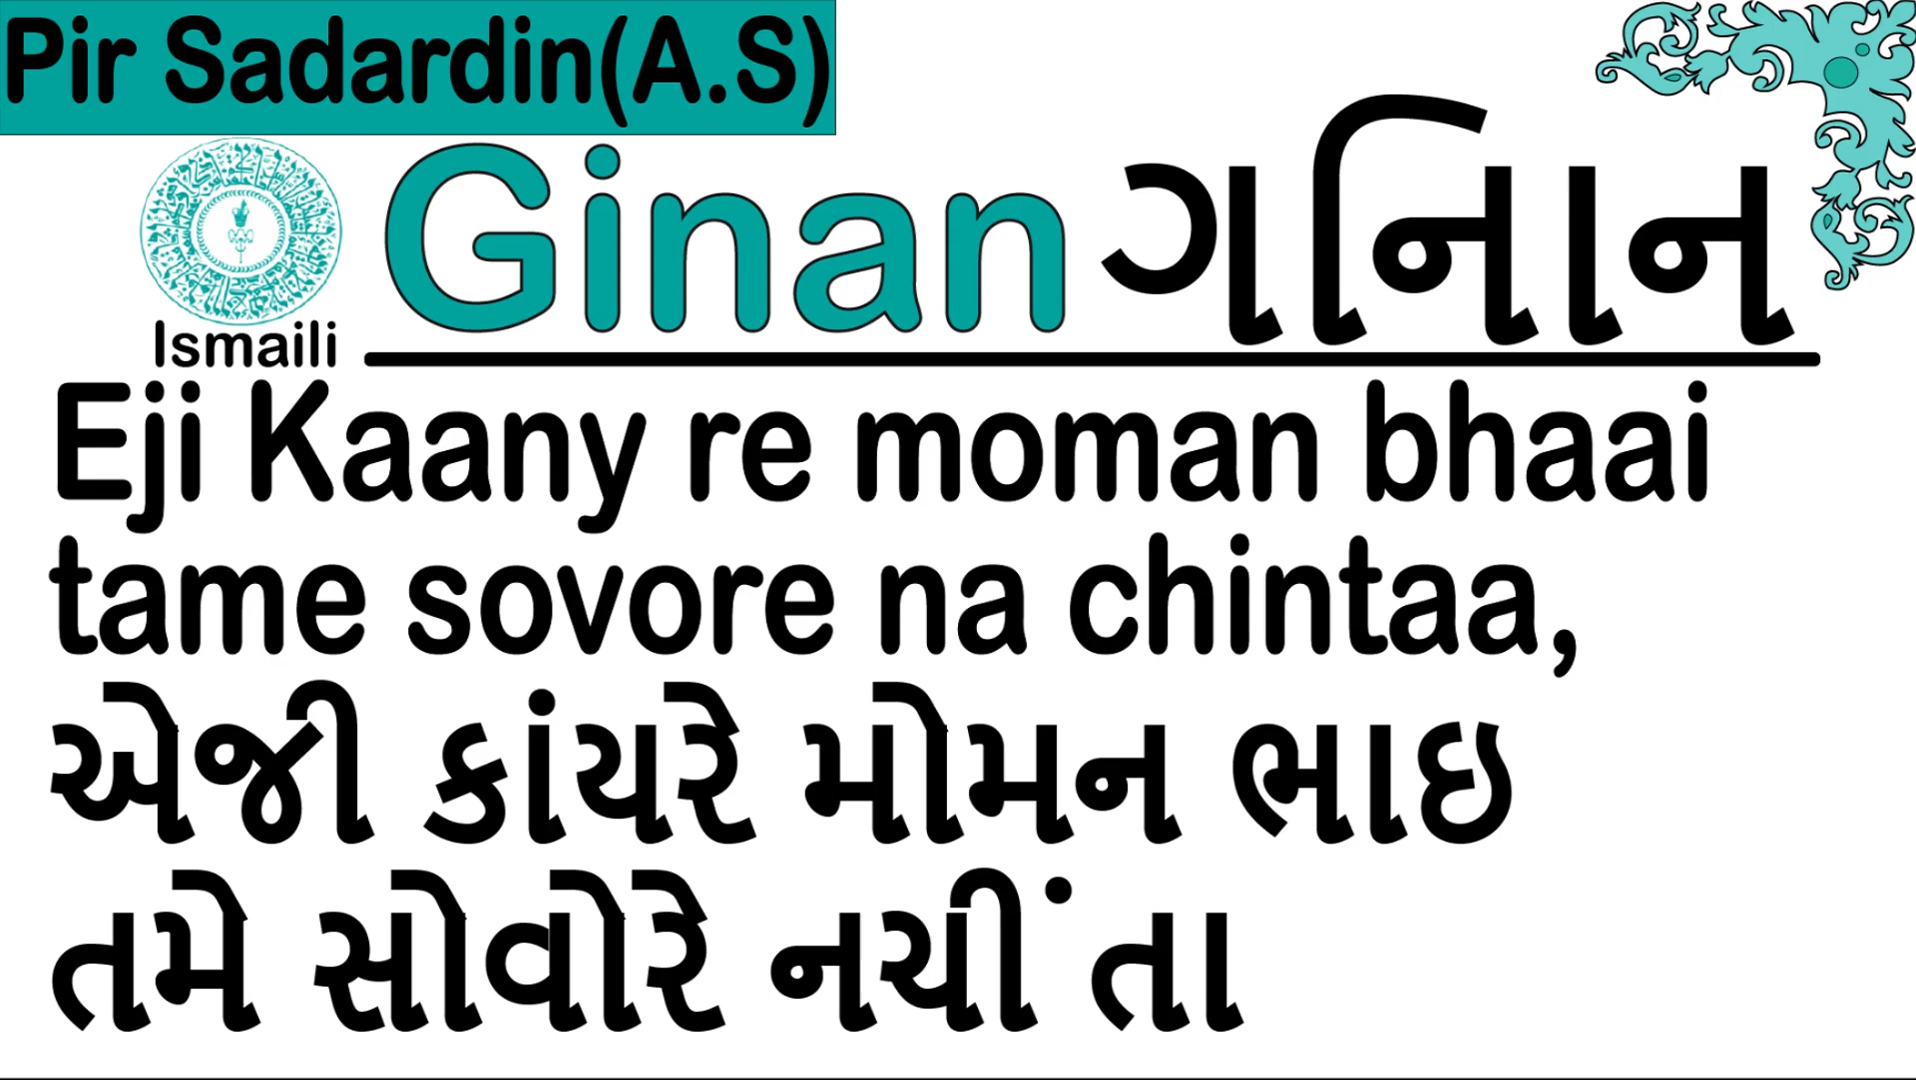 Pir Sadardin(A.S)
Ginan ગનિાન
Ismaili
Eji Kaany re moman bhaai
tame sovore na chintaa,
એજી કાંયરે મોમન ભાઇ
તમે સોવોરે નચીંતા